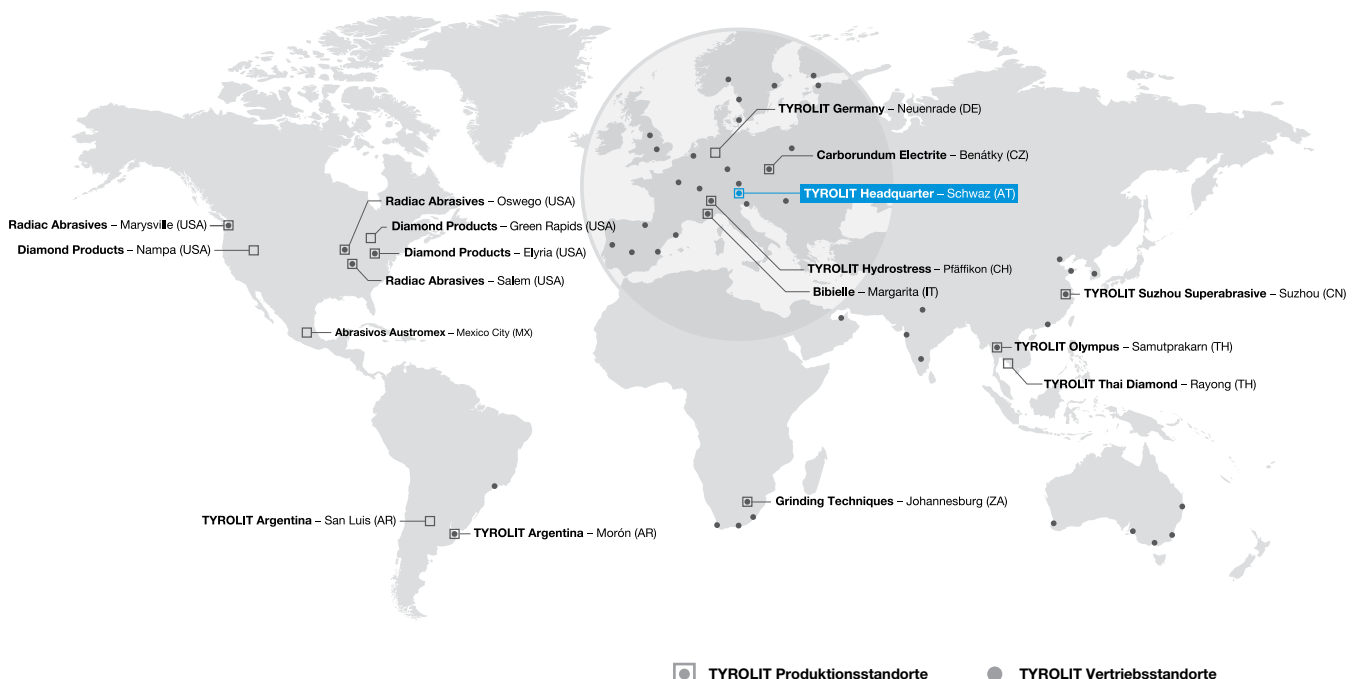 TYROLIT Germany – Neuenrade (DE)
Carborundum Electrite – Benátky (CZ)
TYROLIT Headquarter – Schwaz (AT)
Radiac Abrasives – Oswego (USA)
Radiac Abrasives – Marysville (USA)
Diamond Products – Green Rapids (USA)
Diamond Products – Nampa (USA)
Diamond Products – Elyria (USA)
Radiac Abrasives – Salem (USA)
TYROLIT Hydrostress – Pfäffikon (CH)
Bibielle – Margarita (IT)
TYROLIT Suzhou Superabrasive – Suzhou (CN)
Abrasivos Austromex – Mexico City (MX)
TYROLIT Olympus – Samutprakarn (TH)
TYROLIT Thai Diamond – Rayong (TH)
Grinding Techniques – Johannesburg (ZA)
TYROLIT Argentina – San Luis (AR)
TYROLIT Argentina – Morón (AR)
TYROLIT Produktionsstandorte
TYROLIT Vertriebsstandorte